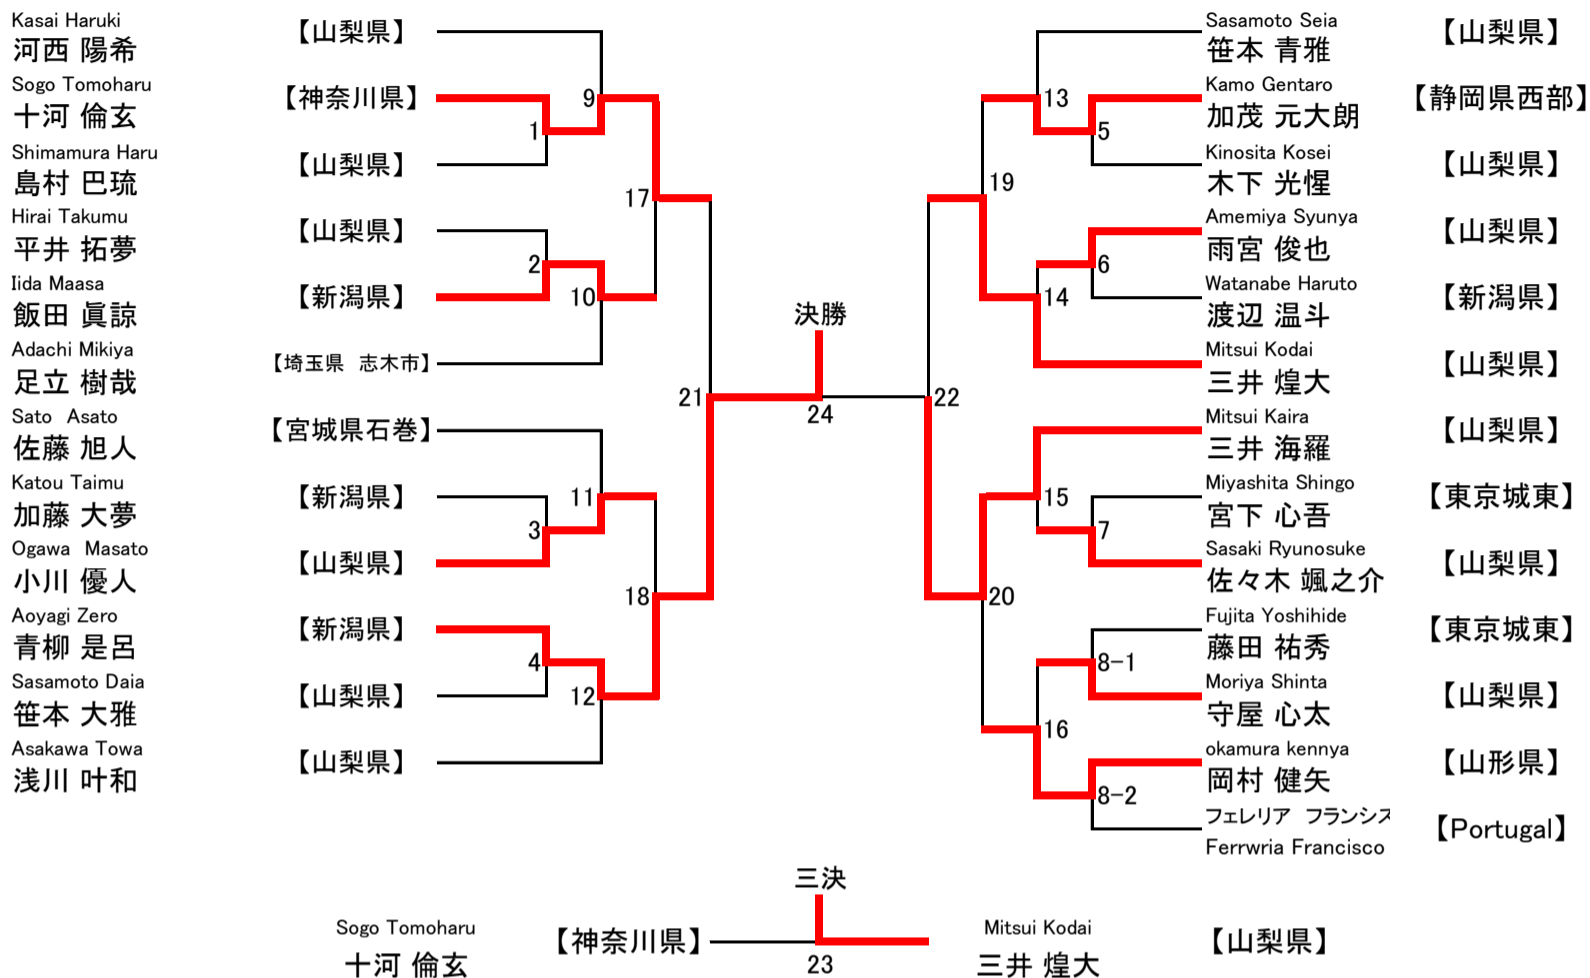 Kasai Haruki
河西 陽希
【山梨県】
Sogo Tomoharu
十河 倫玄
【神奈川県】
Shimamura Haru
島村 巴琉
【山梨県】
Hirai Takumu
平井 拓夢
【山梨県】
Iida Maasa
飯田 眞諒
【新潟県】
Adachi Mikiya
足立 樹哉
【埼玉県 志木市】
Sato Asato
佐藤 旭人
【宮城県石巻】
Katou Taimu
加藤 大夢
【新潟県】
Ogawa Masato
小川 優人
【山梨県】
Aoyagi Zero
青柳 是呂
【新潟県】
Sasamoto Daia
笹本 大雅
【山梨県】
Asakawa Towa
浅川 叶和
【山梨県】
1
2
3
4
9
10
11
12
17
18
21
決勝
24
22
19
20
13
14
15
16
5
6
7
8-1
8-2
Sasamoto Seia
笹本 青雅
【山梨県】
Kamo Gentaro
加茂 元大朗
【静岡県西部】
Kinosita Kosei
木下 光惺
【山梨県】
Amemiya Syunya
雨宮 俊也
【山梨県】
Watanabe Haruto
渡辺 温斗
【新潟県】
Mitsui Kodai
三井 煌大
【山梨県】
Mitsui Kaira
三井 海羅
【山梨県】
Miyashita Shingo
宮下 心吾
【東京城東】
Sasaki Ryunosuke
佐々木 颯之介
【山梨県】
Fujita Yoshihide
藤田 祐秀
【東京城東】
Moriya Shinta
守屋 心太
【山梨県】
okamura kennya
岡村 健矢
【山形県】
フェレリア フランシス
Ferrwria Francisco
【Portugal】
三決
Sogo Tomoharu
十河 倫玄
【神奈川県】
23
Mitsui Kodai
三井 煌大
【山梨県】